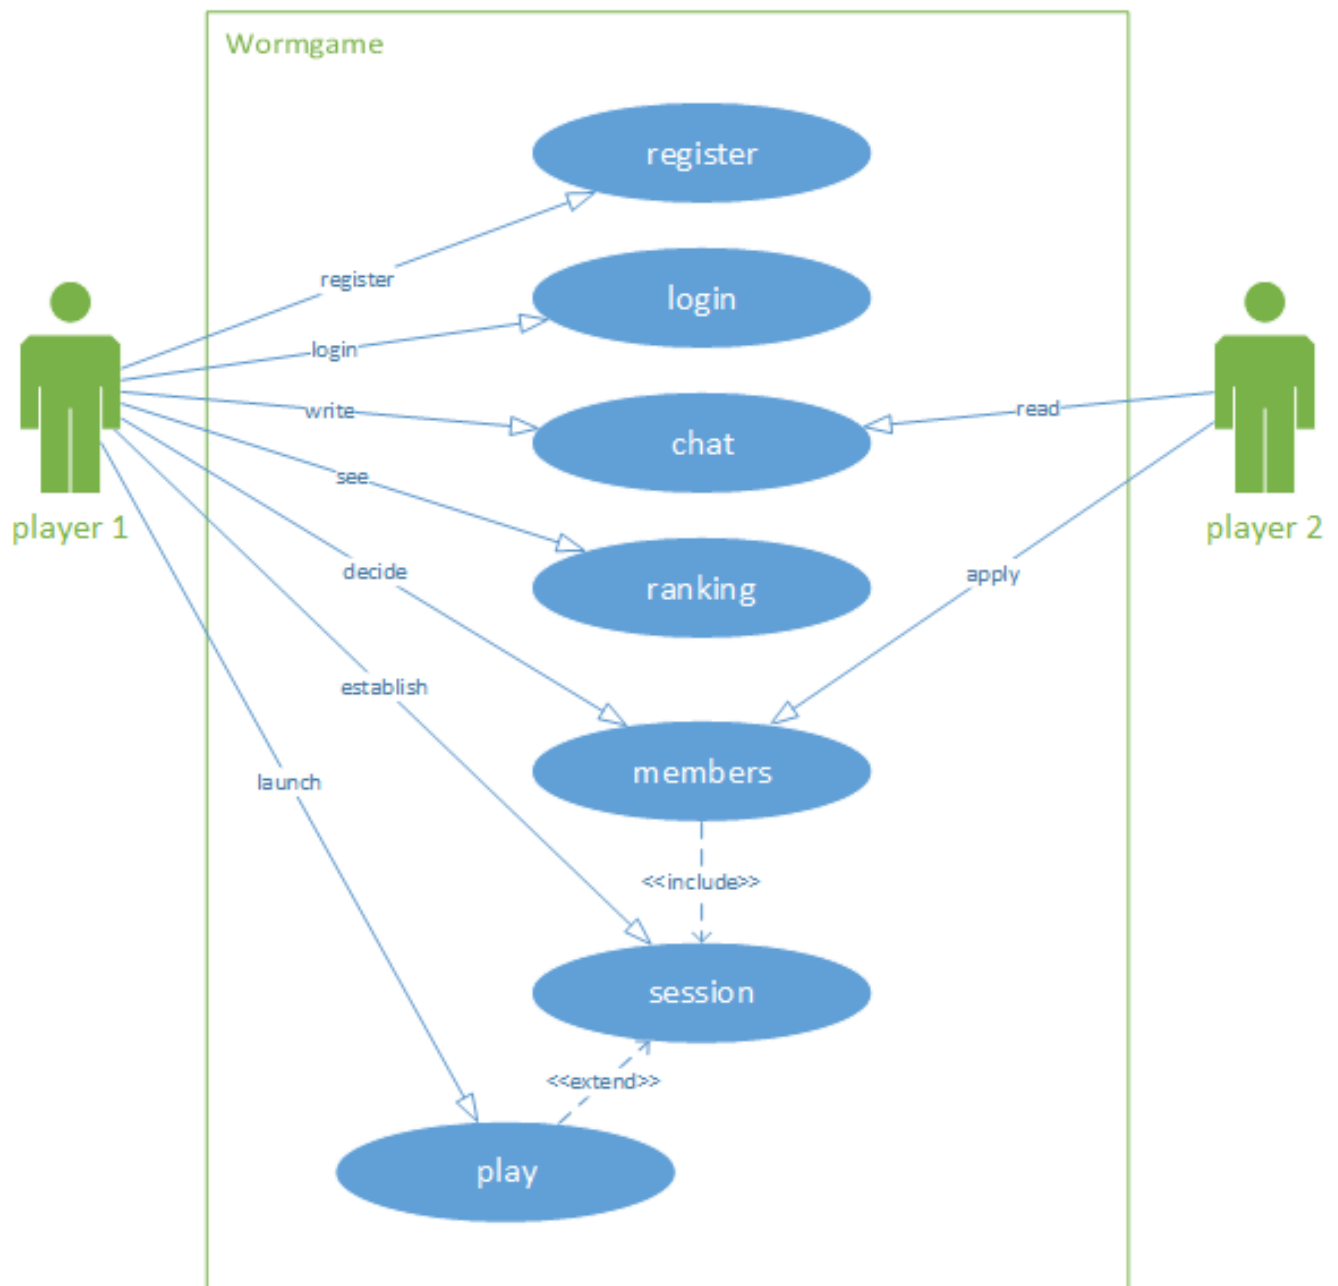 Wormgame
register
register
login
login
write
chat
read
see
player 1
player 2
decide
ranking
apply
establish
members
launch
<<include>>
session
<<extend>>
play